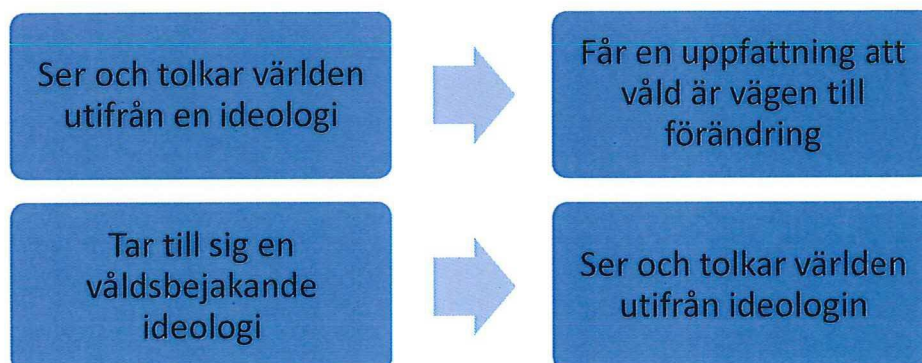 Ser och tolkar världen
utifrån en ideologi
Får en uppfattning att
våld är vägen till
förändring
Tar till sig en
våldsbejakande
ideologi
Ser och tolkar världen
utifrån ideologin